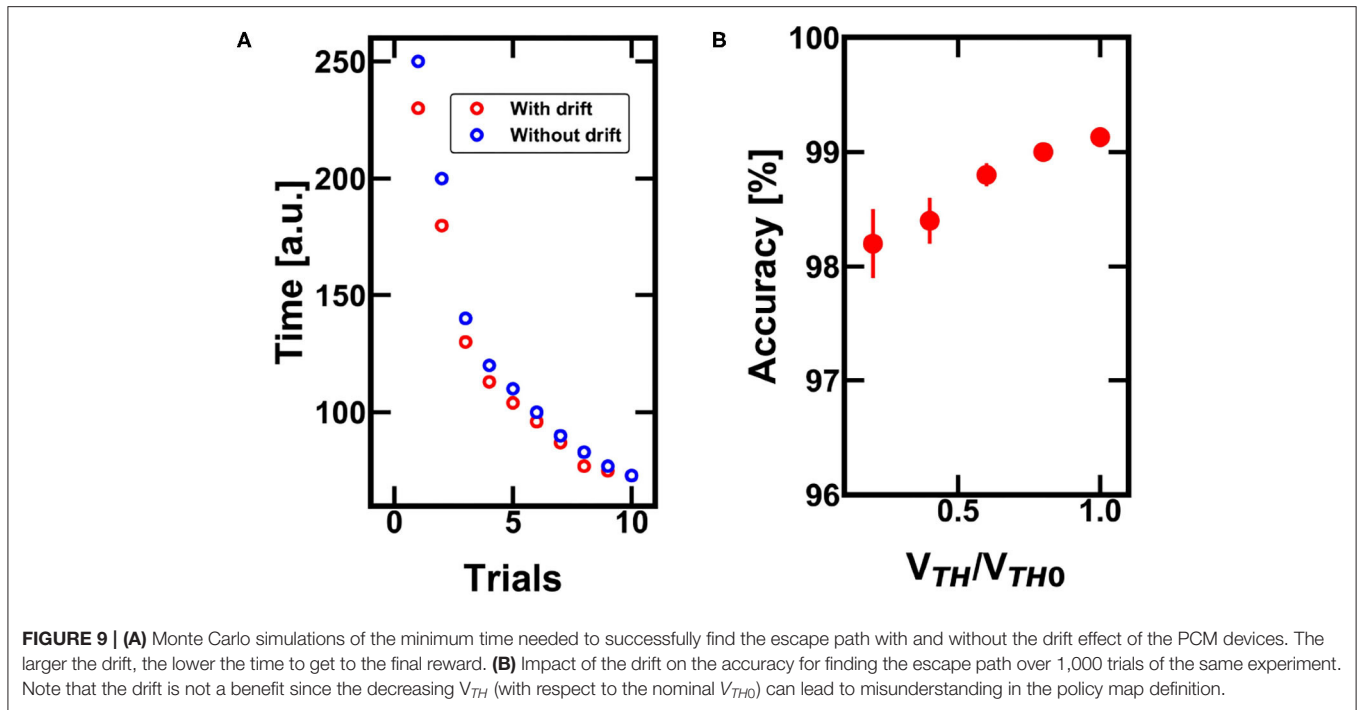 A
B
250
200
150
100
With drift
Without drift
Time [a.u.]
0
5
10
Trials
100
99
98
97
96
Accuracy [%]
0.5
1.0
V_TH/V_TH0
FIGURE 9 | (A) Monte Carlo simulations of the minimum time needed to successfully find the escape path with and without the drift effect of the PCM devices. The
larger the drift, the lower the time to get to the final reward. (B) Impact of the drift on the accuracy for finding the escape path over 1,000 trials of the same experiment.
Note that the drift is not a benefit since the decreasing V_TH (with respect to the nominal V_TH0) can lead to misunderstanding in the policy map definition.